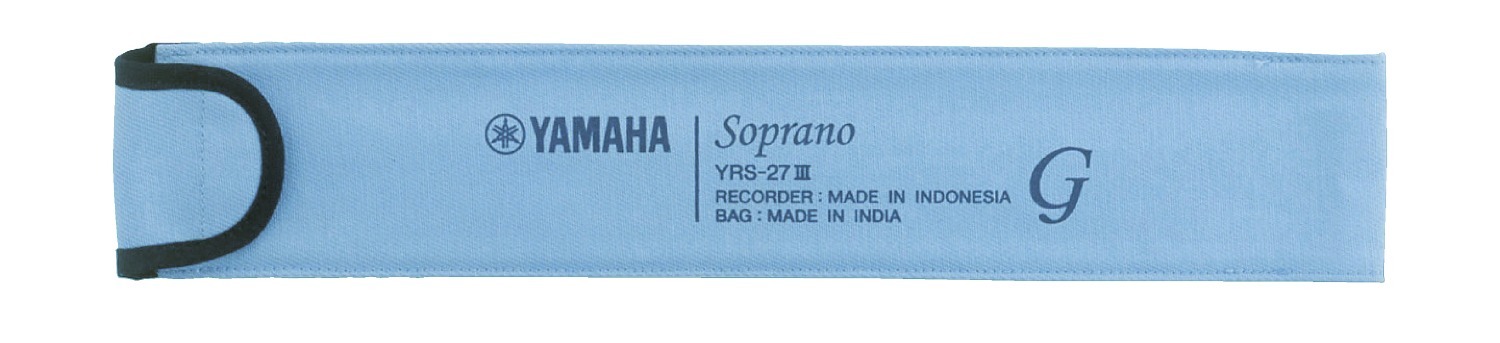 YAMAHA
Soprano
YRS-27III
RECORDER : MADE IN INDONESIA
BAG : MADE IN INDIA
G